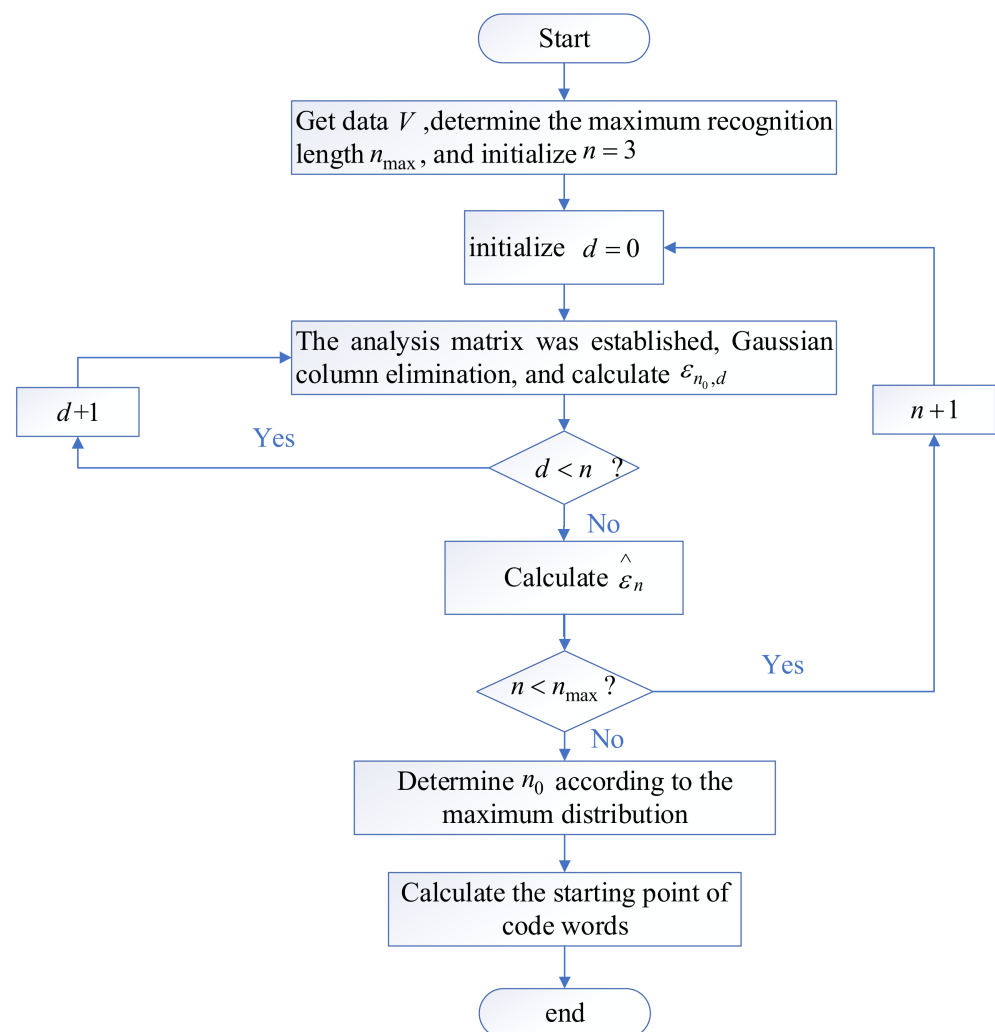 Start
Get data V ,determine the maximum recognition
length n_max, and initialize n = 3
initialize d = 0
The analysis matrix was established, Gaussian
column elimination, and calculate ε_{n_0,d}
d+1
n+1
Yes
d < n ?
No
Calculate ε̂_n
Yes
n < n_max ?
No
Determine n_0 according to the
maximum distribution
Calculate the starting point of
code words
end